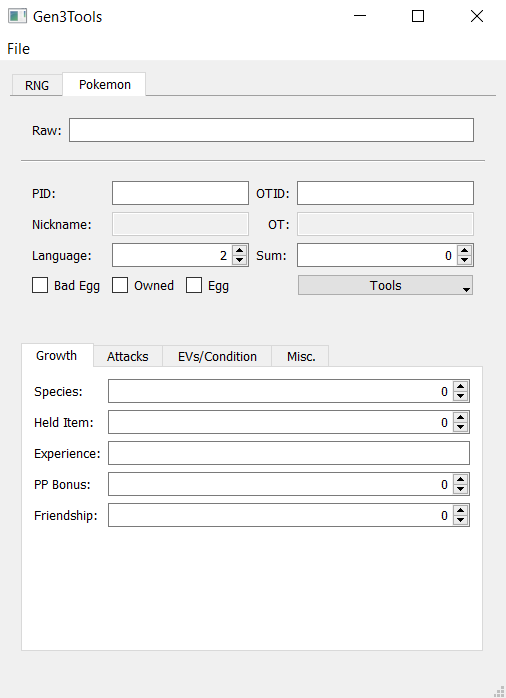 Gen3Tools
File
RNG Pokemon
Raw:
PID: OTID:
Nickname: OT:
Language: 2 Sum: 0
Bad Egg Owned Egg Tools
Growth Attacks EVs/Condition Misc.
Species: 0
Held Item: 0
Experience:
PP Bonus: 0
Friendship: 0